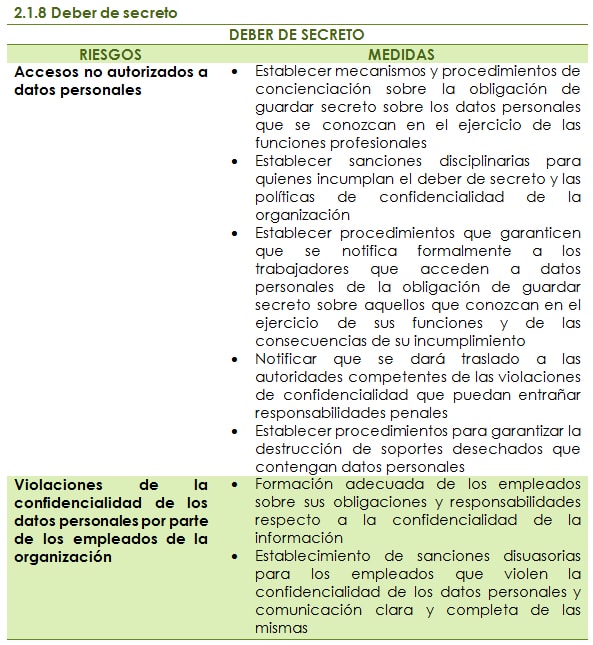 2.1.8 Deber de secreto
DEBER DE SECRETO
RIESGOS MEDIDAS
Accesos no autorizados a
datos personales
• Establecer mecanismos y procedimientos de
concienciación sobre la obligación de
guardar secreto sobre los datos personales
que se conozcan en el ejercicio de las
funciones profesionales
• Establecer sanciones disciplinarias para
quienes incumplan el deber de secreto y las
políticas de confidencialidad de la
organización
• Establecer procedimientos que garanticen
que se notifica formalmente a los
trabajadores que acceden a datos
personales de la obligación de guardar
secreto sobre aquellos que conozcan en el
ejercicio de sus funciones y de las
consecuencias de su incumplimiento
• Notificar que se dará traslado a las
autoridades competentes de las violaciones
de confidencialidad que puedan entrañar
responsabilidades penales
• Establecer procedimientos para garantizar la
destrucción de soportes desechados que
contengan datos personales
Violaciones de la
confidencialidad de los
datos personales por parte
de los empleados de la
organización
• Formación adecuada de los empleados
sobre sus obligaciones y responsabilidades
respecto a la confidencialidad de la
información
• Establecimiento de sanciones disuasorias
para los empleados que violen la
confidencialidad de los datos personales y
comunicación clara y completa de las
mismas